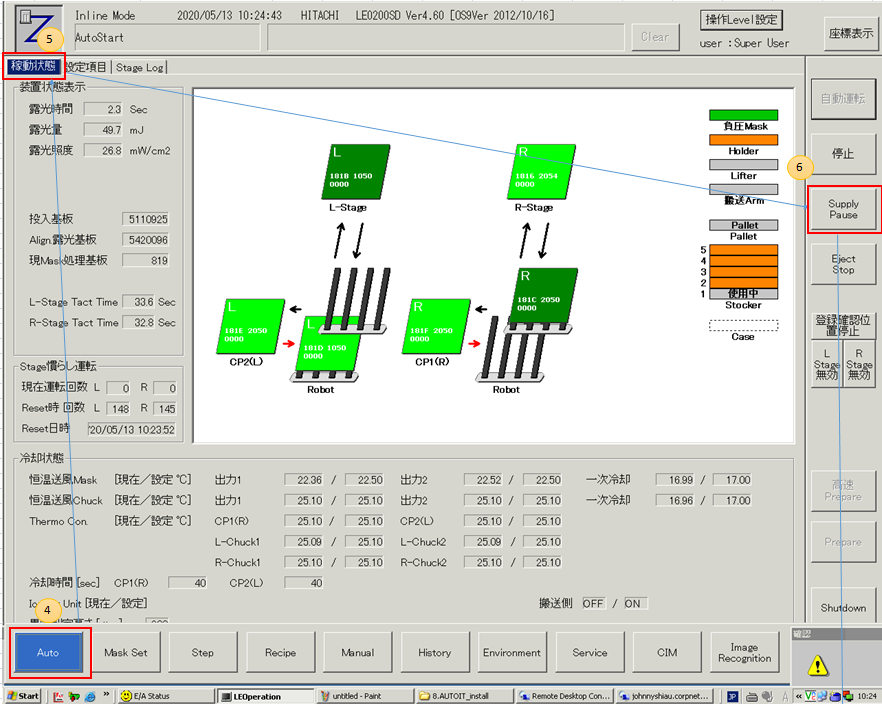 Inline Mode 2020/05/13 10:24:43 HITACHI LE0200SD Ver4.60 [OS9Ver 2012/10/16]
操作Level設定
AutoStart
Clear
user :Super User
座標表示
5
稼動状態 設定項目 Stage Log
装置状態表示
露光時間 2.3 Sec
露光量 49.7 mJ
露光照度 26.8 mW/cm2
投入基板 5110925
Align.露光基板 5420096
現Mask処理基板 819
L-Stage Tact Time 33.6 Sec
R-Stage Tact Time 32.8 Sec
Stage慣らし運転
現在運転回数 L 0 R 0
Reset時 回数 L 148 R 145
Reset日時 '20/05/13 10:23:52
L
181B 1050
0000
L-Stage
R
1816 2054
0000
R-Stage
L
181E 2050
0000
CP2(L)
L
181D 1050
0000
Robot
R
181F 2050
0000
CP1(R)
R
181C 2050
0000
Robot
負圧Mask
Holder
Lifter
搬送Arm
Pallet
Pallet
5
4
3
2
1 使用中
Stocker
Case
自動運転
停止
6
Supply
Pause
Eject
Stop
登録確認位
置停止
L
Stage
無効
R
Stage
無効
高速
Prepare
Prepare
Shutdown
冷却状態
恒温送風Mask [現在／設定 ℃] 出力1 22.36 / 22.50 出力2 22.52 / 22.50 一次冷却 16.99 / 17.00
恒温送風Chuck [現在／設定 ℃] 出力1 25.10 / 25.10 出力2 25.10 / 25.10 一次冷却 16.96 / 17.00
Thermo Con. [現在／設定 ℃] CP1(R) 25.10 / 25.10 CP2(L) 25.10 / 25.10
L-Chuck1 25.09 / 25.10 L-Chuck2 25.09 / 25.10
R-Chuck1 25.10 / 25.10 R-Chuck2 25.10 / 25.10
冷却時間 [sec] CP1(R) 40 CP2(L) 40
Unit [現在／設定] 搬送側 OFF / ON
4
Auto
Mask Set
Step
Recipe
Manual
History
Environment
Service
CIM
Image
Recognition
確認
Start
E/A Status
LEOperation
untitled - Paint
8.AUTOIT_install
Remote Desktop Con...
johnnyshiau.corpnet...
JP
10:24